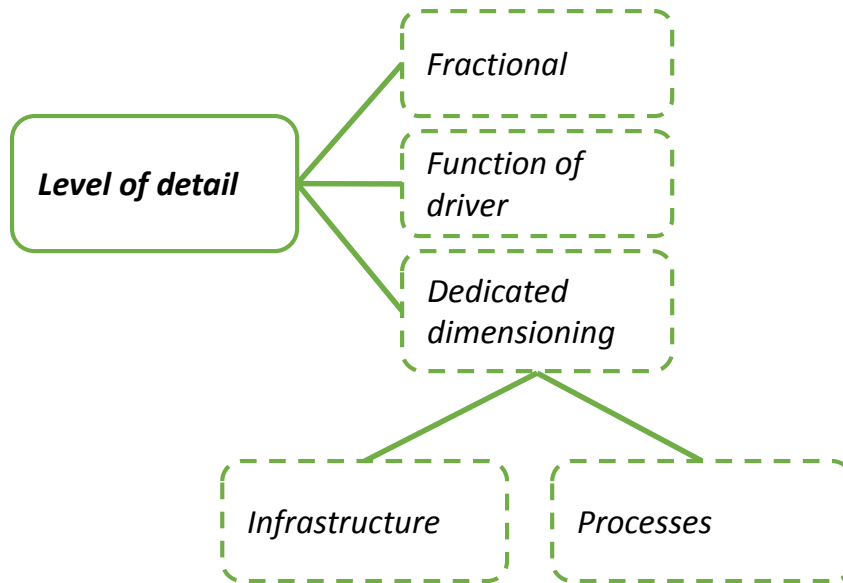 Fractional
Level of detail
Function of
driver
Dedicated
dimensioning
Infrastructure
Processes